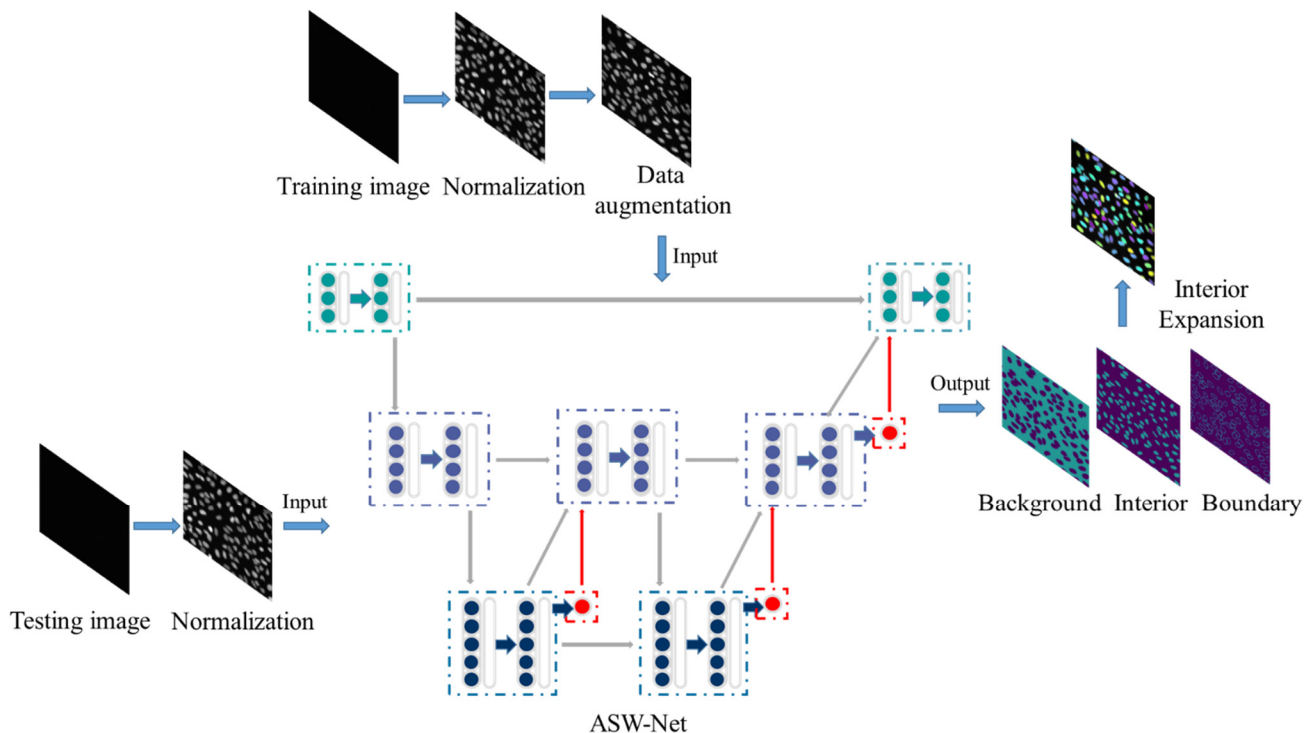 Training image
Normalization
Data
augmentation
Input
Interior
Expansion
Output
Background
Interior
Boundary
Input
Testing image
Normalization
ASW-Net